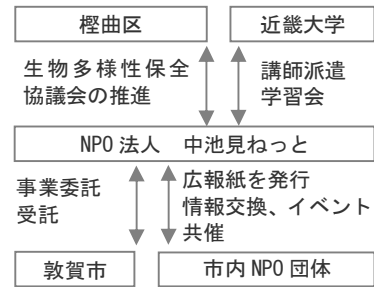 樫曲区
近畿大学
生物多様性保全
協議会の推進
講師派遣
学習会
NPO法人　中池見ねっと
事業委託
受託
広報紙を発行
情報交換、イベント
共催
敦賀市
市内NPO団体